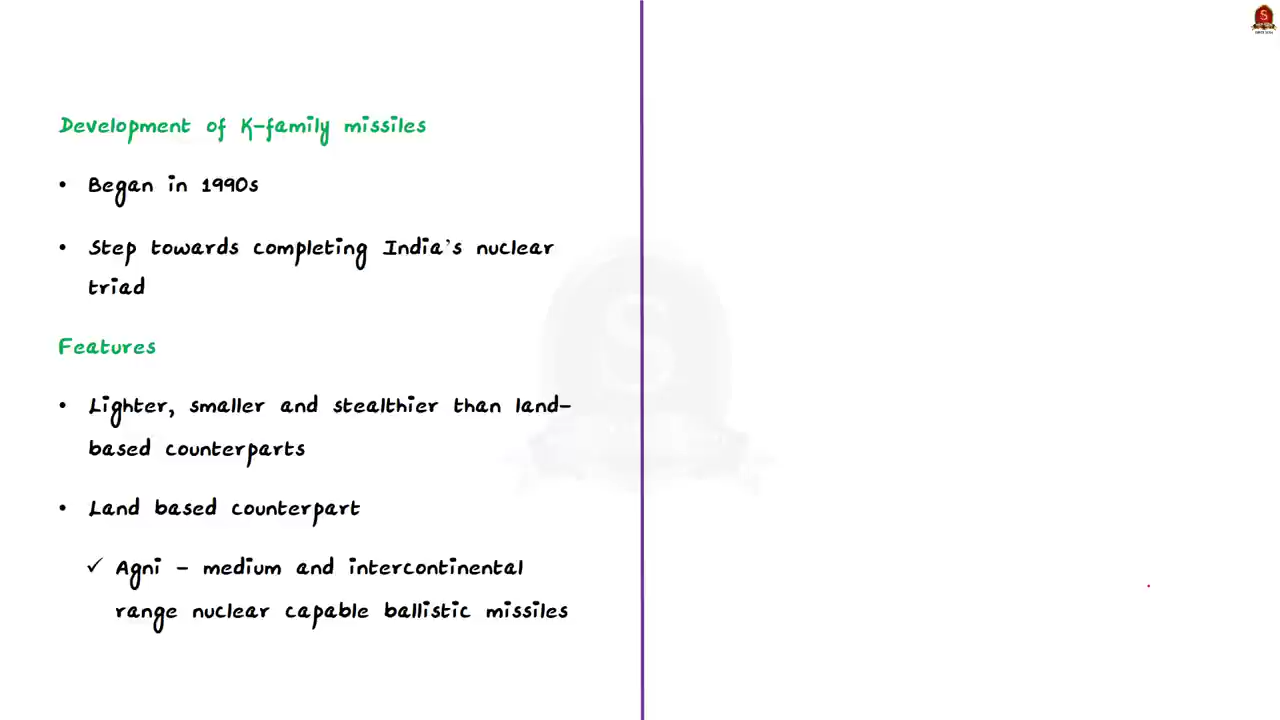 Development of K-family missiles
• Began in 1990s
• Step towards completing India's nuclear
triad
Features
• Lighter, smaller and stealthier than land-
based counterparts
• Land based counterpart
✓ Agni - medium and intercontinental
range nuclear capable ballistic missiles
S